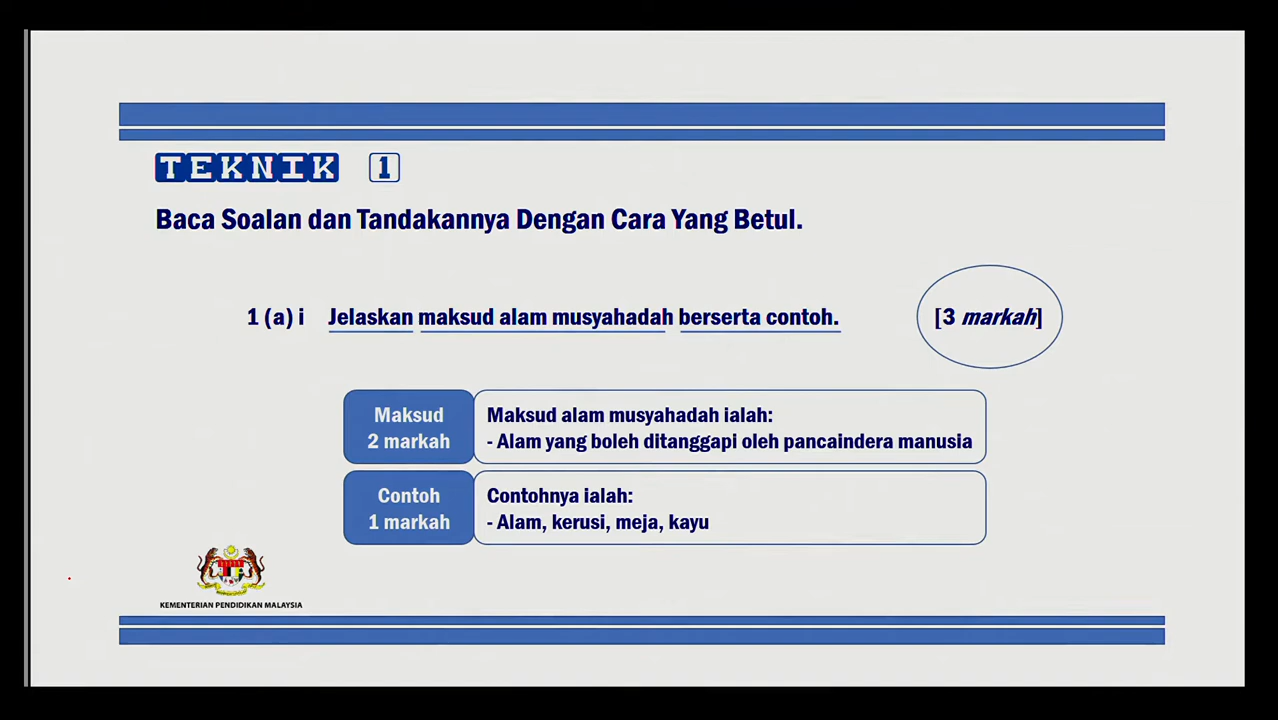 TEKNIK 1
Baca Soalan dan Tandakannya Dengan Cara Yang Betul.
1 (a) i Jelaskan maksud alam musyahadah berserta contoh. [3 markah]
Maksud
2 markah
Maksud alam musyahadah ialah:
- Alam yang boleh ditanggapi oleh pancaindera manusia
Contoh
1 markah
Contohnya ialah:
- Alam, kerusi, meja, kayu
KEMENTERIAN PENDIDIKAN MALAYSIA